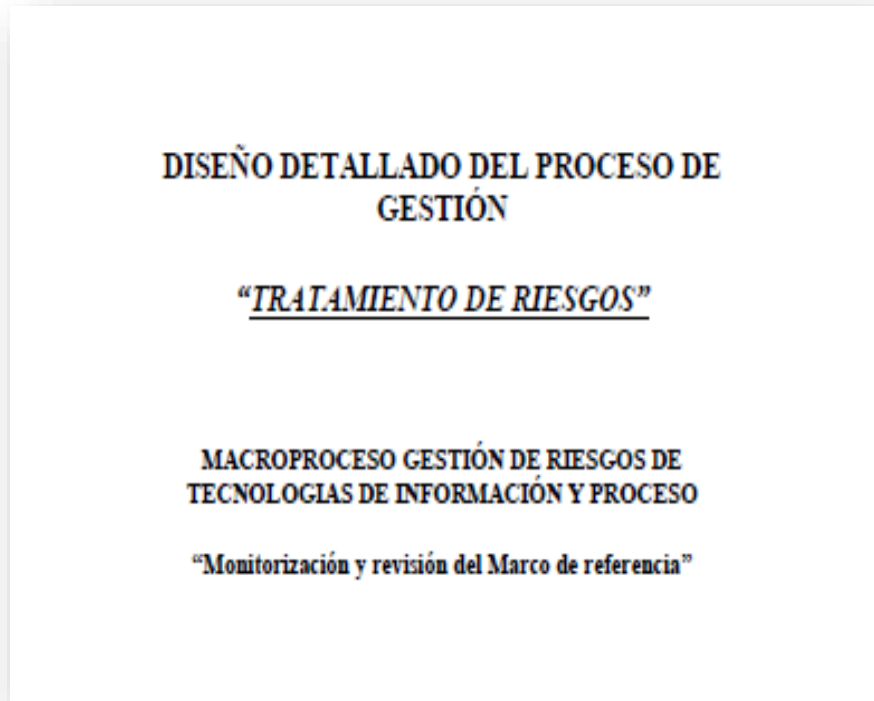 DISEÑO DETALLADO DEL PROCESO DE
GESTIÓN
“TRATAMIENTO DE RIESGOS”
MACROPROCESO GESTIÓN DE RIESGOS DE
TECNOLOGIAS DE INFORMACIÓN Y PROCESO
“Monitorización y revisión del Marco de referencia”